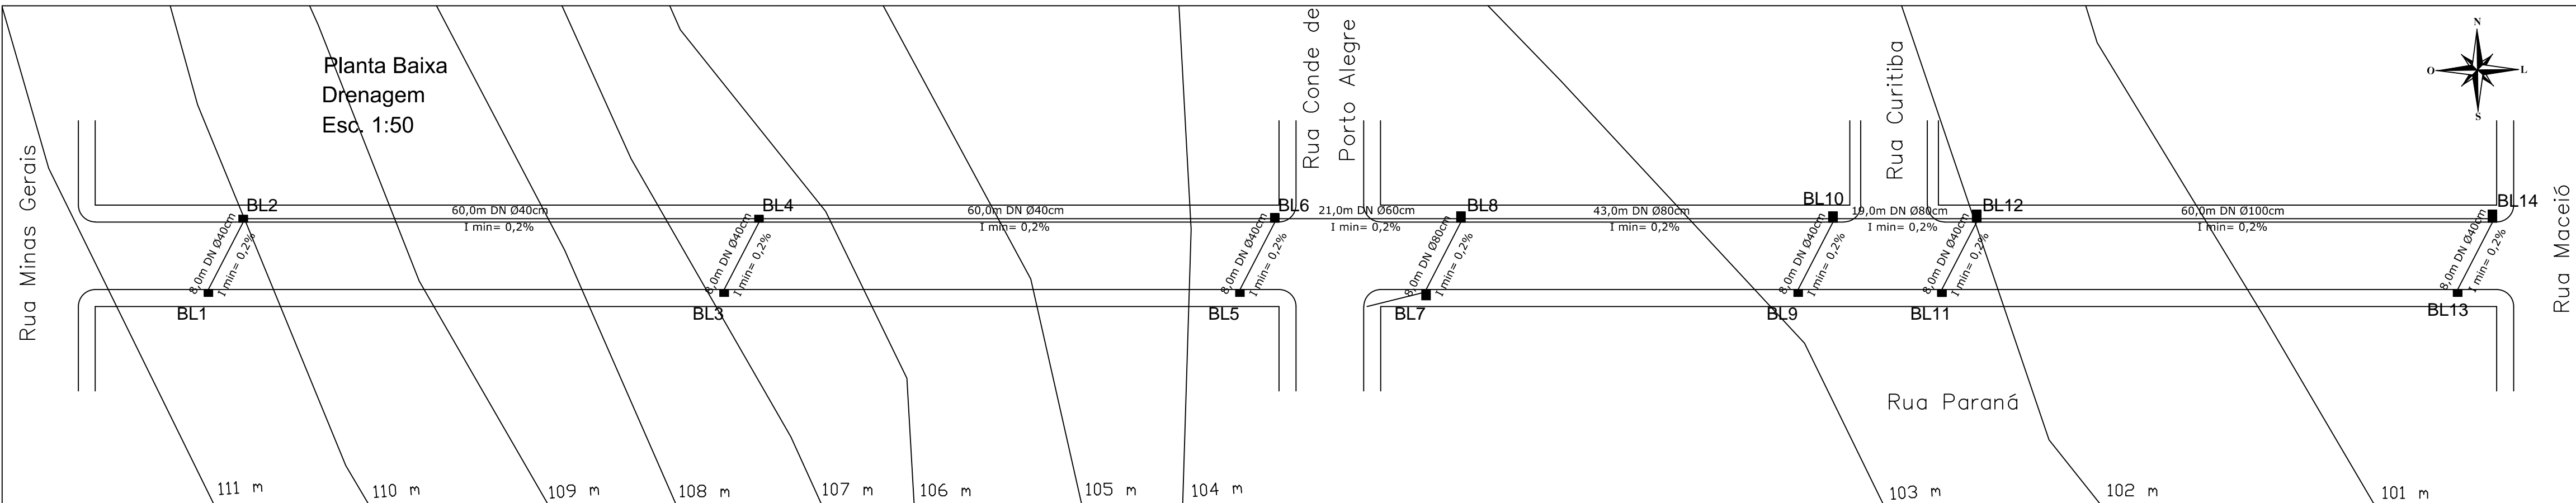 Planta Baixa
Drenagem
Esc. 1:50
Rua Minas Gerais
Rua Conde de
Porto Alegre
Rua Curitiba
Rua Maceió
Rua Paraná
N
O
L
S
BL2
60,0m DN Ø40cm
I min= 0,2%
BL4
60,0m DN Ø40cm
I min= 0,2%
BL6
21,0m DN Ø60cm
I min= 0,2%
BL8
43,0m DN Ø80cm
I min= 0,2%
BL10
19,0m DN Ø80cm
I min= 0,2%
BL12
60,0m DN Ø100cm
I min= 0,2%
BL14
8,0m DN Ø40cm
I min= 0,2%
8,0m DN Ø40cm
I min= 0,2%
8,0m DN Ø40cm
I min= 0,2%
8,0m DN Ø80cm
I min= 0,2%
8,0m DN Ø40cm
I min= 0,2%
8,0m DN Ø40cm
I min= 0,2%
8,0m DN Ø40cm
I min= 0,2%
BL1
BL3
BL5
BL7
BL9
BL11
BL13
111 m
110 m
109 m
108 m
107 m
106 m
105 m
104 m
103 m
102 m
101 m